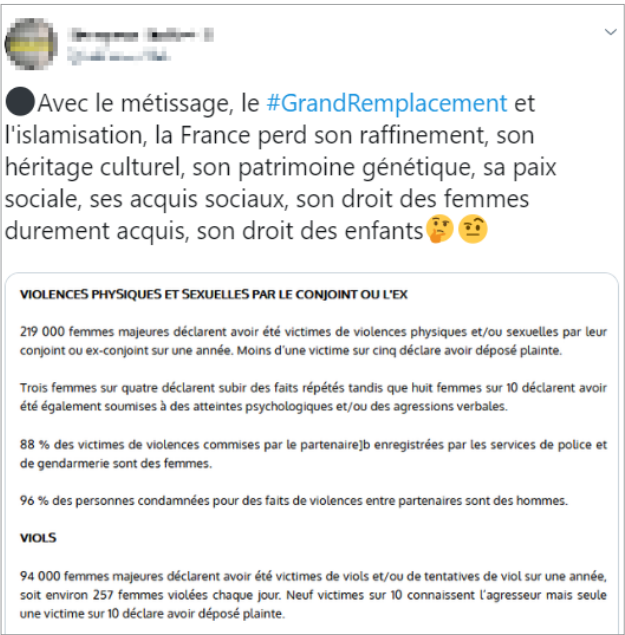 Avec le métissage, le #GrandRemplacement et
l'islamisation, la France perd son raffinement, son
héritage culturel, son patrimoine génétique, sa paix
sociale, ses acquis sociaux, son droit des femmes
durement acquis, son droit des enfants🤔🤨
VIOLENCES PHYSIQUES ET SEXUELLES PAR LE CONJOINT OU L'EX
219 000 femmes majeures déclarent avoir été victimes de violences physiques et/ou sexuelles par leur
conjoint ou ex-conjoint sur une année. Moins d'une victime sur cinq déclare avoir déposé plainte.
Trois femmes sur quatre déclarent subir des faits répétés tandis que huit femmes sur 10 déclarent avoir
été également soumises à des atteintes psychologiques et/ou des agressions verbales.
88 % des victimes de violences commises par le partenaire]b enregistrées par les services de police et
de gendarmerie sont des femmes.
96 % des personnes condamnées pour des faits de violences entre partenaires sont des hommes.
VIOLS
94 000 femmes majeures déclarent avoir été victimes de viols et/ou de tentatives de viol sur une année,
soit environ 257 femmes violées chaque jour. Neuf victimes sur 10 connaissent l'agresseur mais seule
une victime sur 10 déclare avoir déposé plainte.